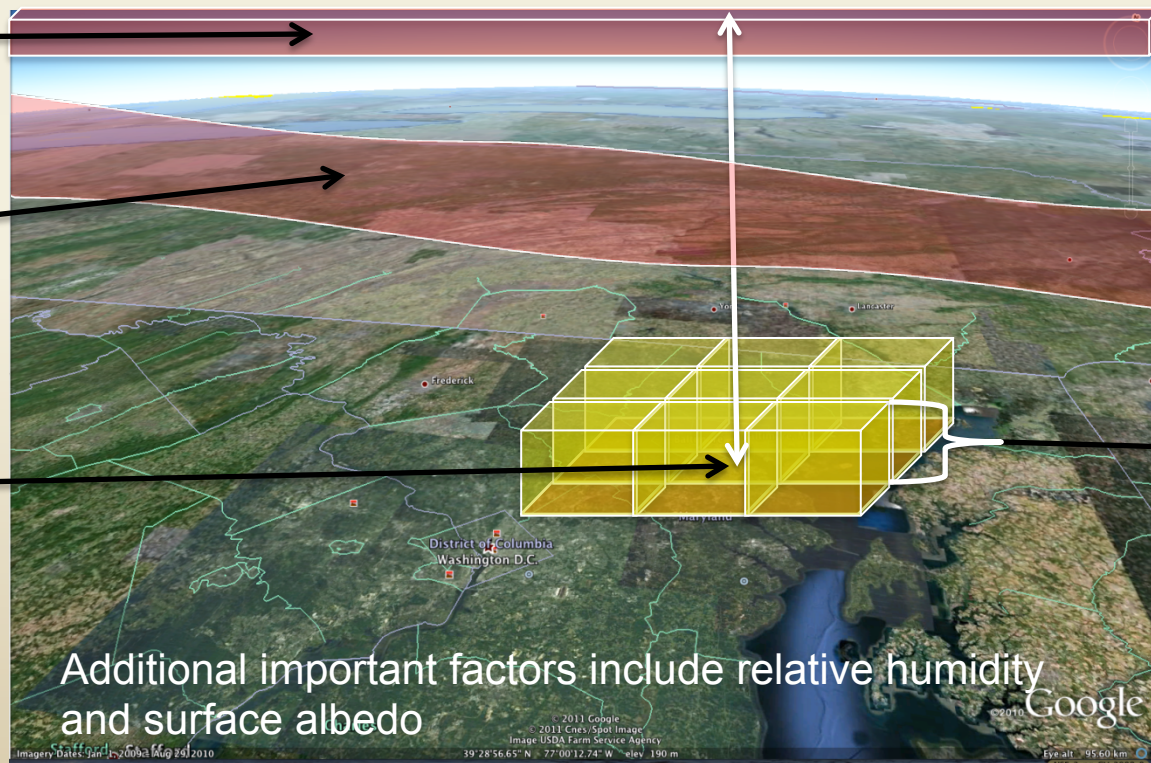 York
Lancaster
Frederick
Maryland
District of Columbia
Washington D.C.
Additional important factors include relative humidity
and surface albedo
©2010 Google
© 2011 Google
© 2011 Cnes/Spot Image
Image USDA Farm Service Agency
Stafford
Imagery Dates: Jan 1, 2009 - Aug 29, 2010
39°28'56.65" N 77°00'12.74" W elev 190 m
Eye alt 95.60 km